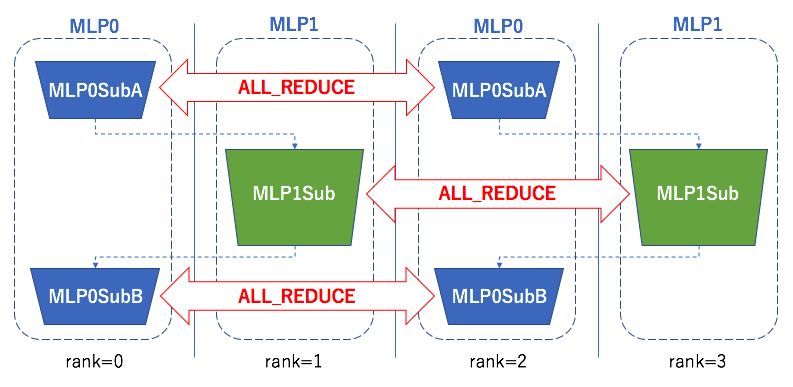 MLP0
MLP1
MLP0
MLP1
MLP0SubA
ALL_REDUCE
MLP0SubA
MLP1Sub
ALL_REDUCE
MLP1Sub
MLP0SubB
ALL_REDUCE
MLP0SubB
rank=0
rank=1
rank=2
rank=3